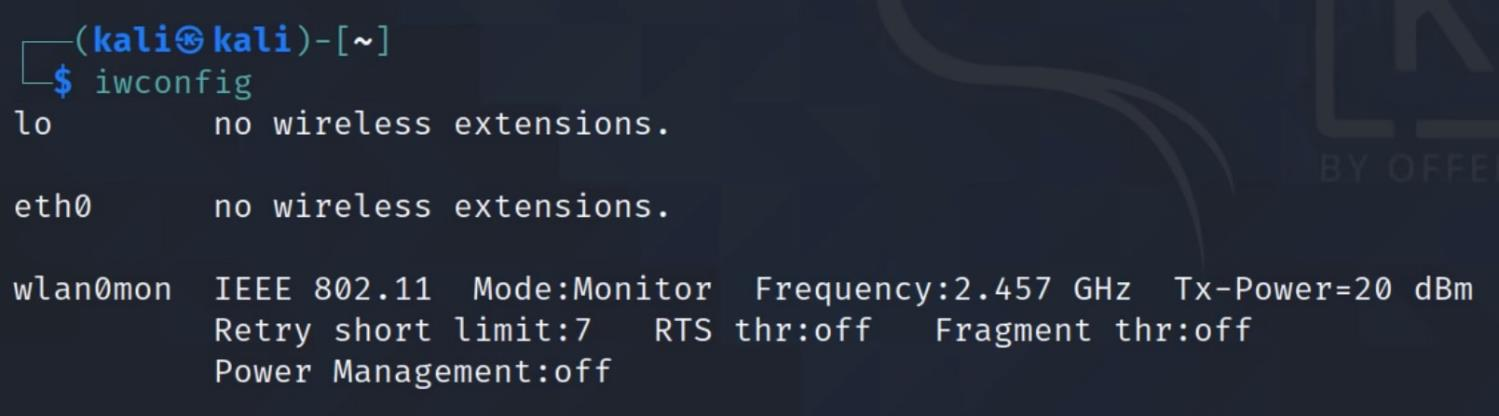 ┌──(kali㉿kali)-[~]
└─$ iwconfig
lo        no wireless extensions.
eth0      no wireless extensions.
wlan0mon  IEEE 802.11  Mode:Monitor  Frequency:2.457 GHz  Tx-Power=20 dBm
          Retry short limit:7   RTS thr:off   Fragment thr:off
          Power Management:off
BY OFFE